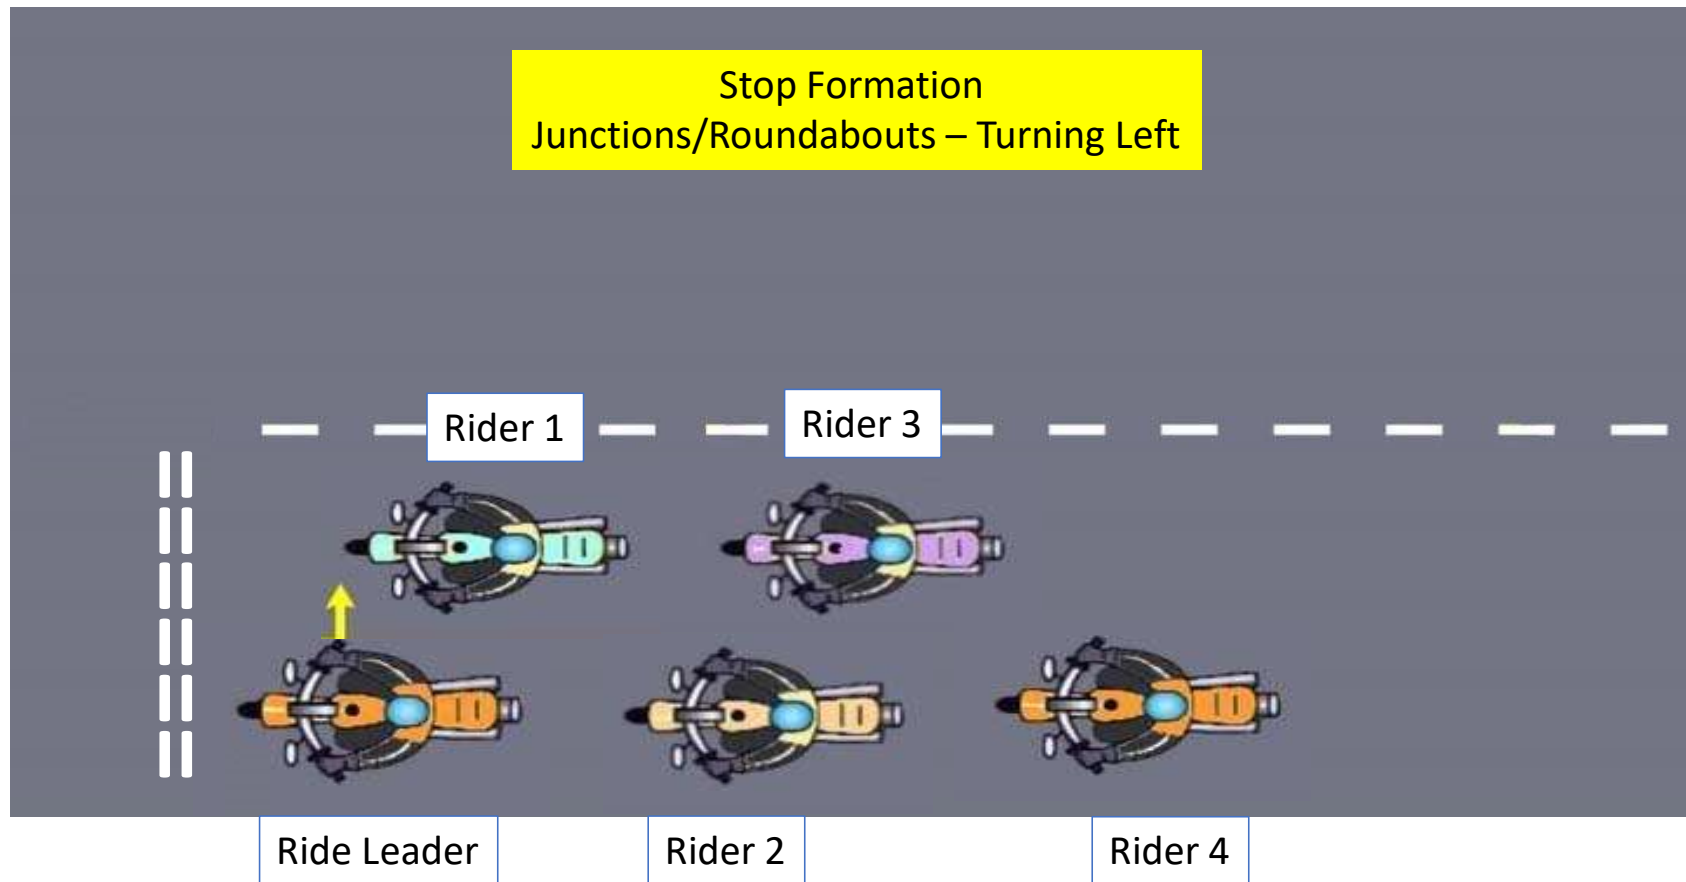 Stop Formation
Junctions/Roundabouts – Turning Left
Rider 1
Rider 3
Ride Leader
Rider 2
Rider 4